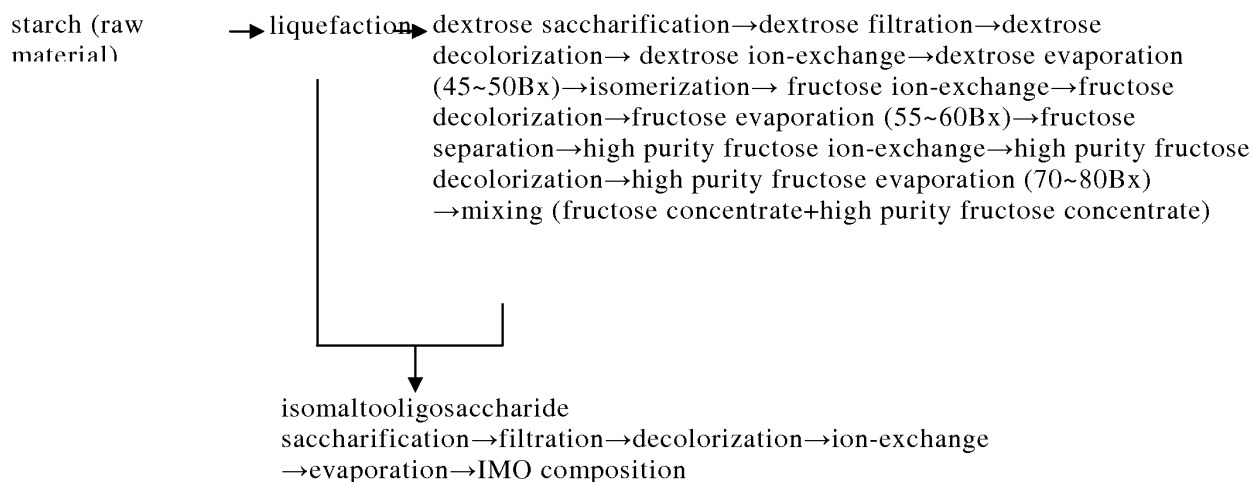 starch (raw
material)
→liquefaction→
dextrose saccharification→dextrose filtration→dextrose
decolorization→ dextrose ion-exchange→dextrose evaporation
(45~50Bx)→isomerization→ fructose ion-exchange→fructose
decolorization→fructose evaporation (55~60Bx)→fructose
separation→high purity fructose ion-exchange→high purity fructose
decolorization→high purity fructose evaporation (70~80Bx)
→mixing (fructose concentrate+high purity fructose concentrate)
isomaltooligosaccharide
saccharification→filtration→decolorization→ion-exchange
→evaporation→IMO composition